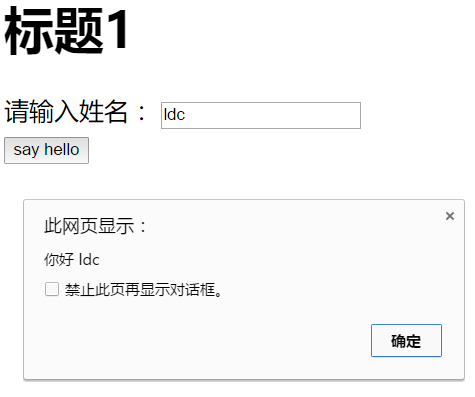 标题1
请输入姓名： ldc
say hello
此网页显示：
×
你好 ldc
禁止此页再显示对话框。
确定